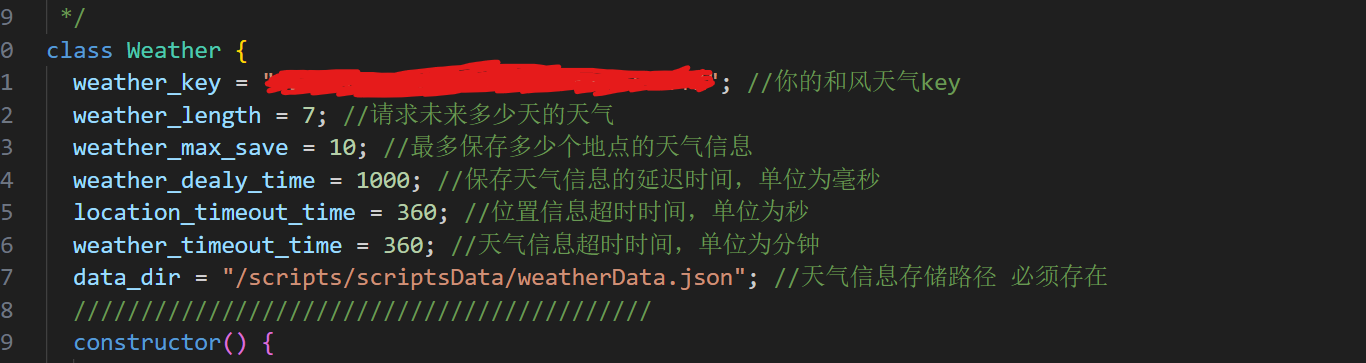 9 */
0 class Weather {
1 weather_key = ""; //你的和风天气key
2 weather_length = 7; //请求未来多少天的天气
3 weather_max_save = 10; //最多保存多少个地点的天气信息
4 weather_dealy_time = 1000; //保存天气信息的延迟时间，单位为毫秒
5 location_timeout_time = 360; //位置信息超时时间，单位为秒
6 weather_timeout_time = 360; //天气信息超时时间，单位为分钟
7 data_dir = "/scripts/scriptsData/weatherData.json"; //天气信息存储路径 必须存在
8 ///////////////////////////////////////////
9 constructor() {